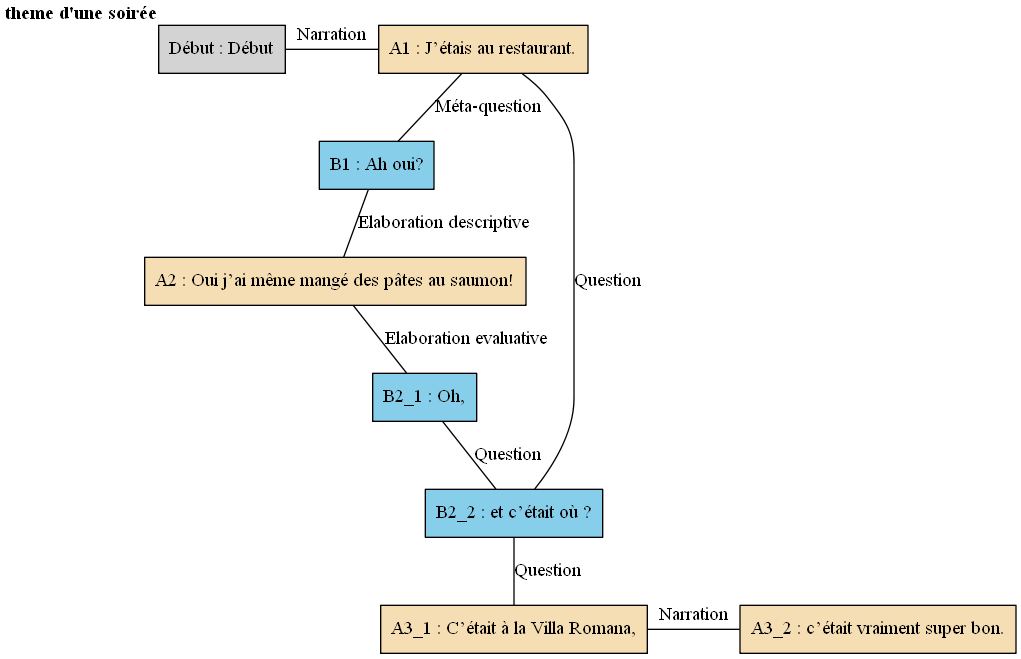 theme d'une soirée
Début : Début
Narration
A1 : J’étais au restaurant.
Méta-question
B1 : Ah oui?
Elaboration descriptive
A2 : Oui j’ai même mangé des pâtes au saumon!
Question
Elaboration evaluative
B2_1 : Oh,
Question
B2_2 : et c’était où ?
Question
A3_1 : C’était à la Villa Romana,
Narration
A3_2 : c’était vraiment super bon.